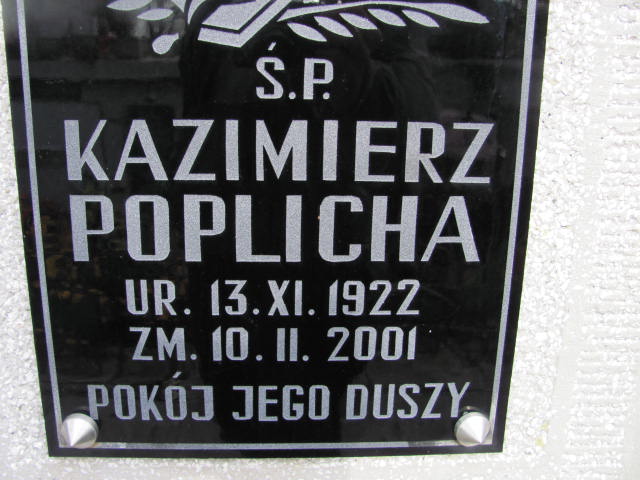 Ś.P.
KAZIMIERZ
POPLICHA
UR. 13.XI.1922
ZM. 10.II.2001
POKÓJ JEGO DUSZY